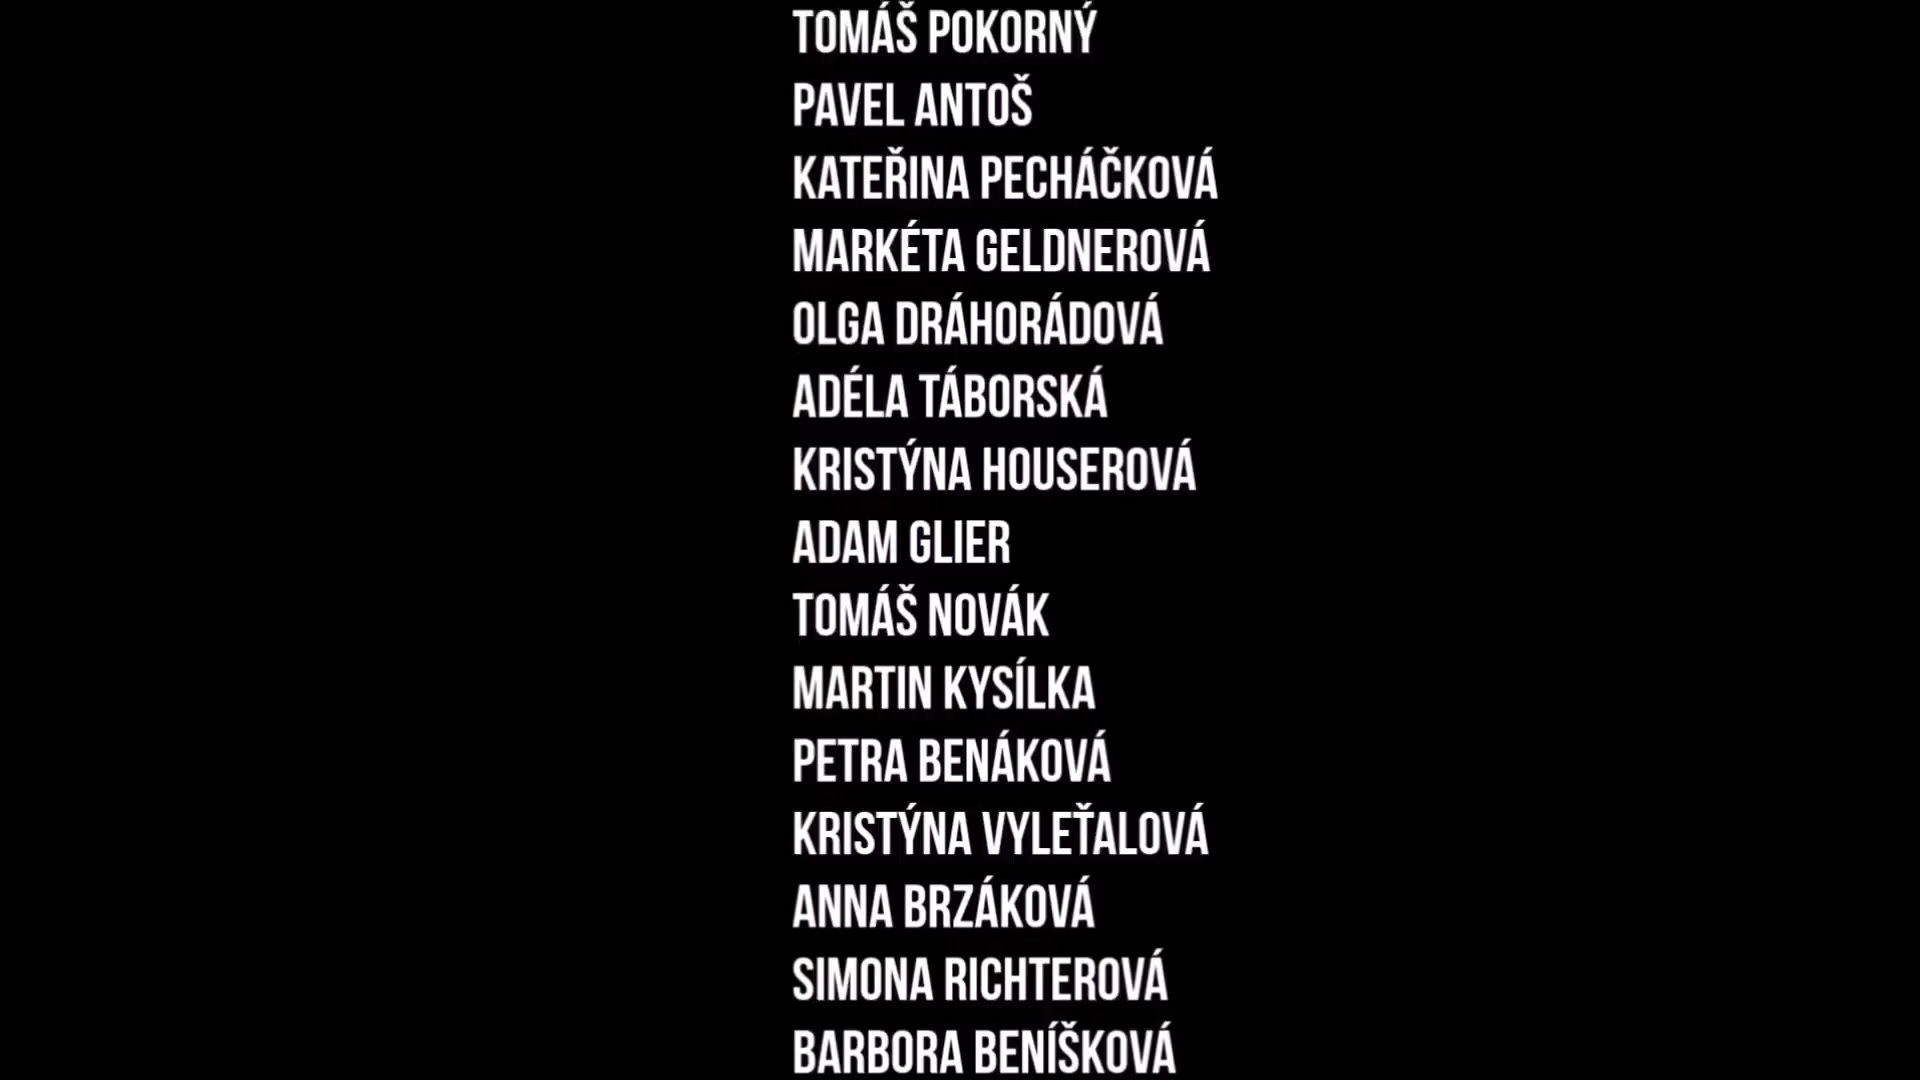 TOMÁŠ POKORNÝ
PAVEL ANTOŠ
KATEŘINA PECHÁČKOVÁ
MARKÉTA GELDNEROVÁ
OLGA DRÁHORÁDOVÁ
ADÉLA TÁBORSKÁ
KRISTÝNA HOUSEROVÁ
ADAM GLIER
TOMÁŠ NOVÁK
MARTIN KYSÍLKA
PETRA BENÁKOVÁ
KRISTÝNA VYLEŤALOVÁ
ANNA BRZÁKOVÁ
SIMONA RICHTEROVÁ
BARBORA BENÍŠKOVÁ